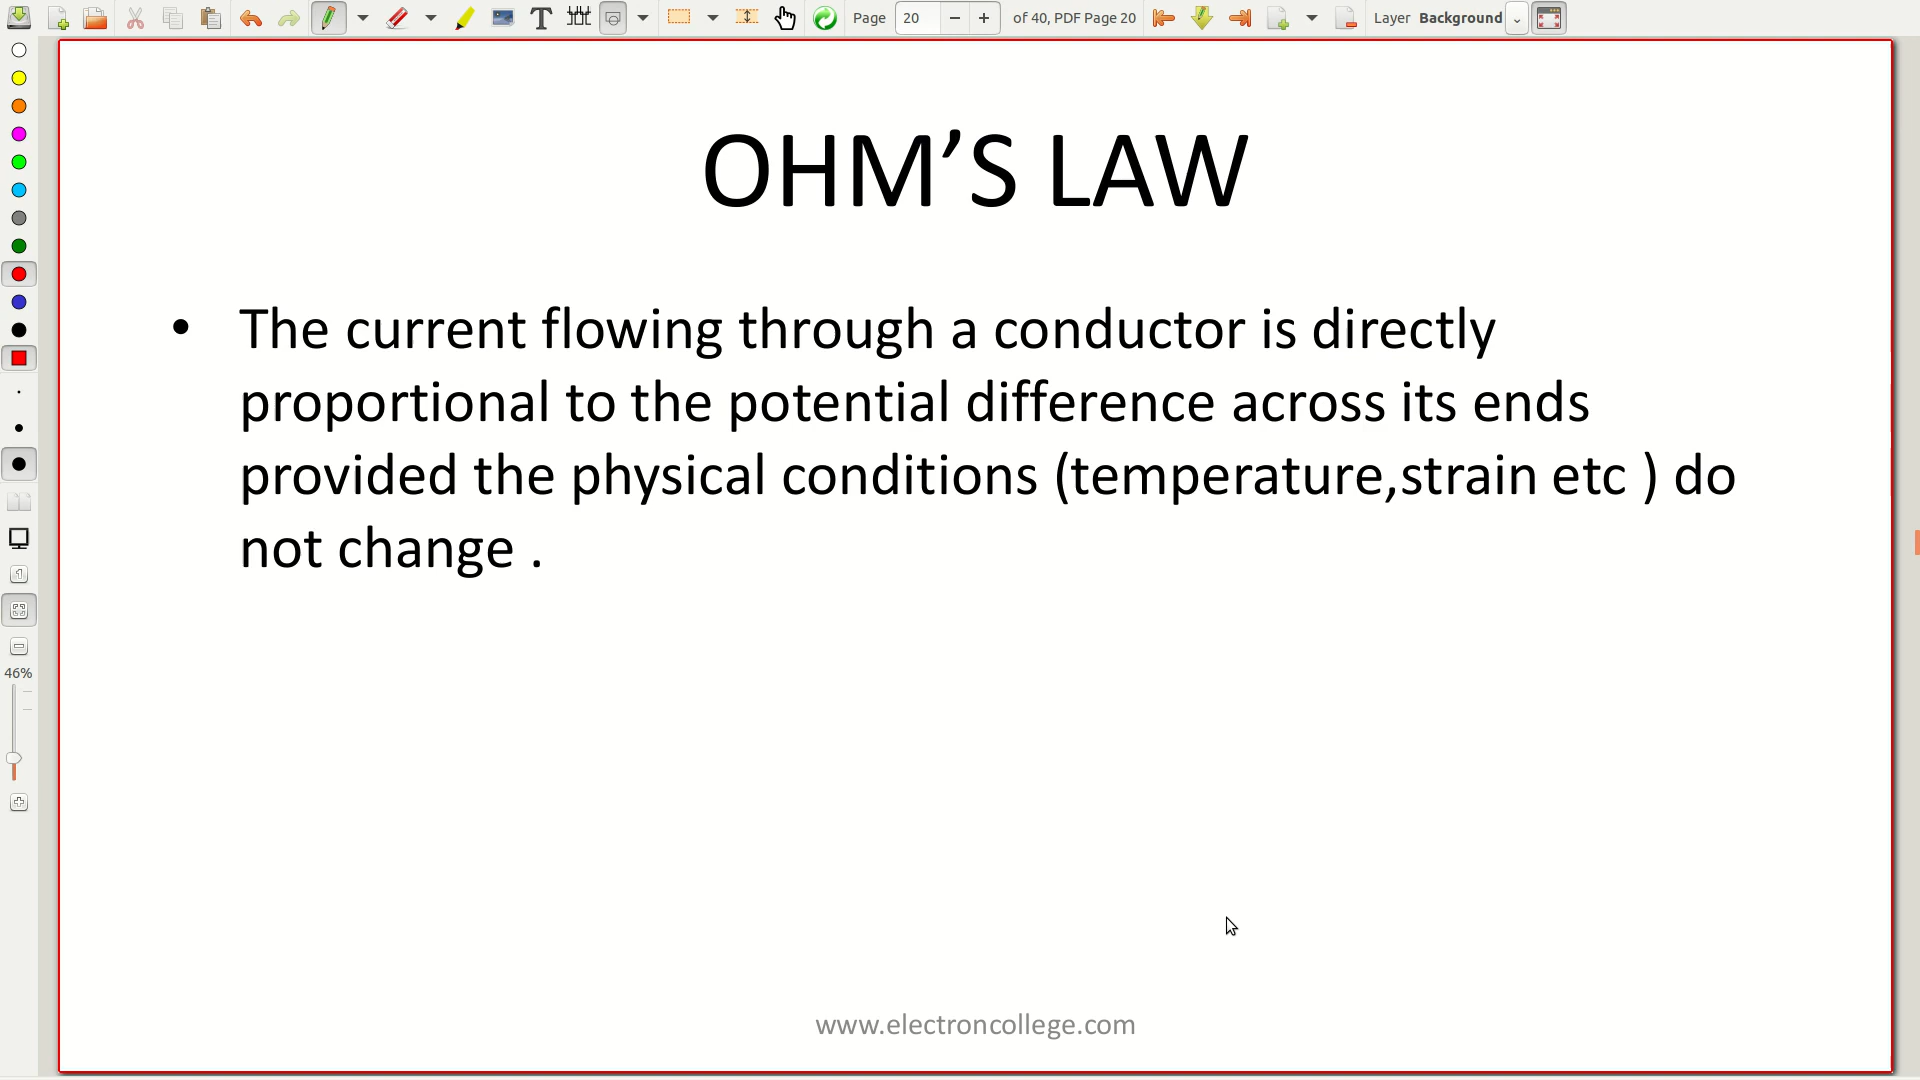 Page 20 of 40, PDF Page 20 Layer Background
OHM’S LAW
• The current flowing through a conductor is directly
proportional to the potential difference across its ends
provided the physical conditions (temperature,strain etc ) do
not change .
46%
www.electroncollege.com